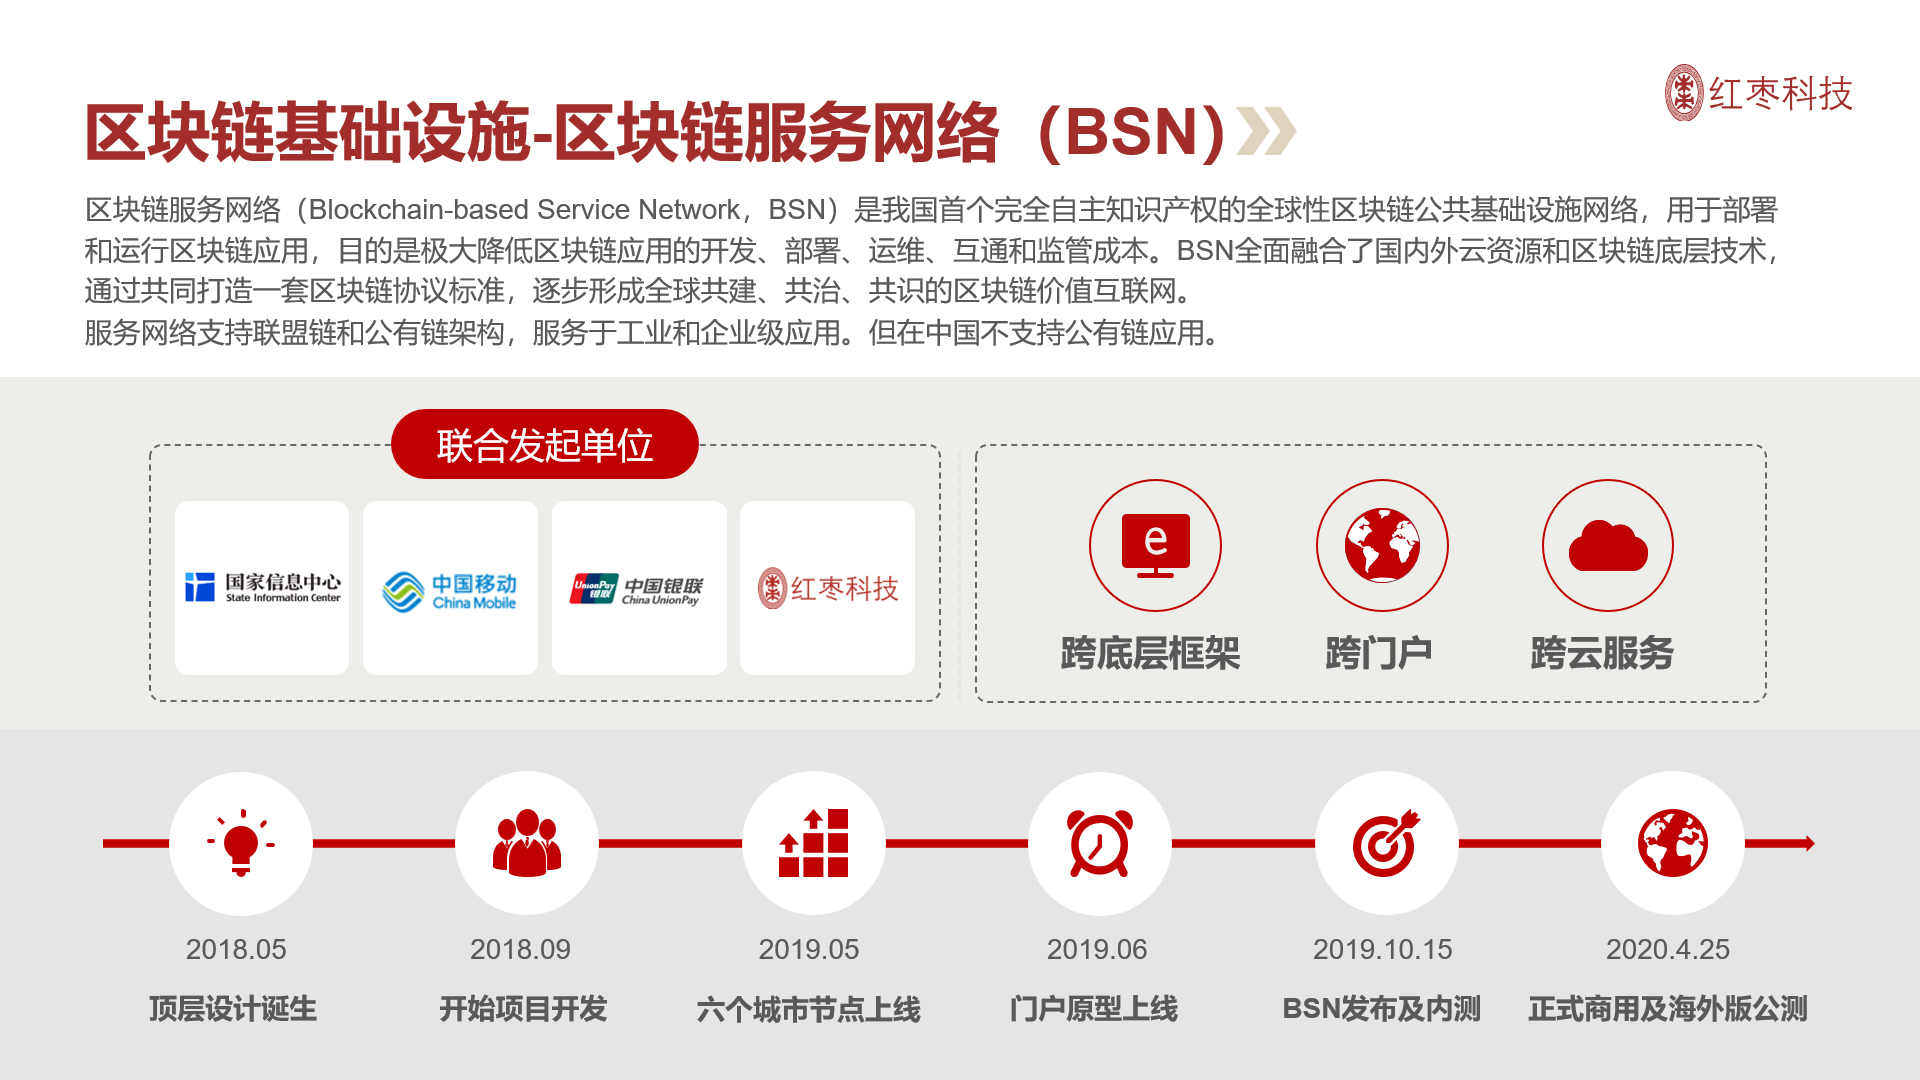 红枣科技
区块链基础设施-区块链服务网络（BSN）
区块链服务网络（Blockchain-based Service Network，BSN）是我国首个完全自主知识产权的全球性区块链公共基础设施网络，用于部署
和运行区块链应用，目的是极大降低区块链应用的开发、部署、运维、互通和监管成本。BSN全面融合了国内外云资源和区块链底层技术，
通过共同打造一套区块链协议标准，逐步形成全球共建、共治、共识的区块链价值互联网。
服务网络支持联盟链和公有链架构，服务于工业和企业级应用。但在中国不支持公有链应用。
联合发起单位
国家信息中心
State Information Center
中国移动
China Mobile
UnionPay
银联
中国银联
China UnionPay
红枣科技
e
跨底层框架
跨门户
跨云服务
2018.05
2018.09
2019.05
2019.06
2019.10.15
2020.4.25
顶层设计诞生
开始项目开发
六个城市节点上线
门户原型上线
BSN发布及内测
正式商用及海外版公测